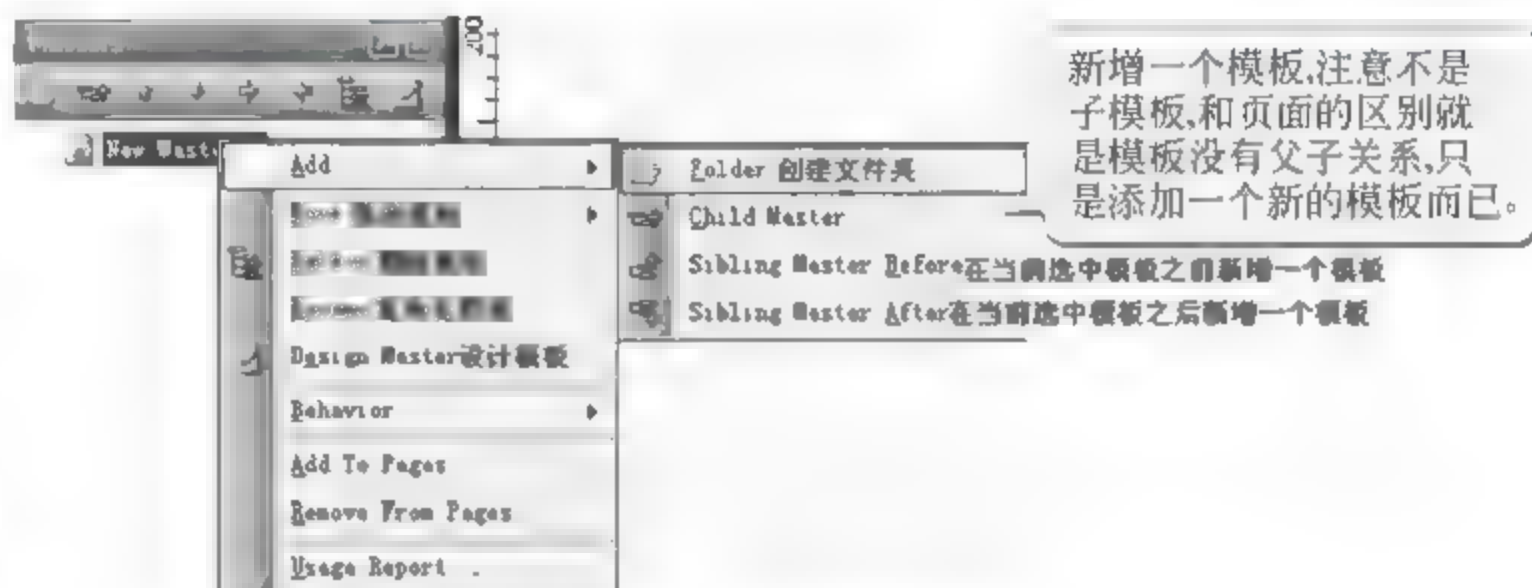 200
新增一个模板,注意不是
子模板,和页面的区别就
是模板没有父子关系,只
是添加一个新的模板而已。
New
Add
Folder 创建文件夹
Child Master
Sibling Master Before在当前选中模板之前新增一个模板
Sibling Master After在当前选中模板之后新增一个模板
Design Master设计模板
Behavior
Add To Pages
Remove From Pages
Usage Report